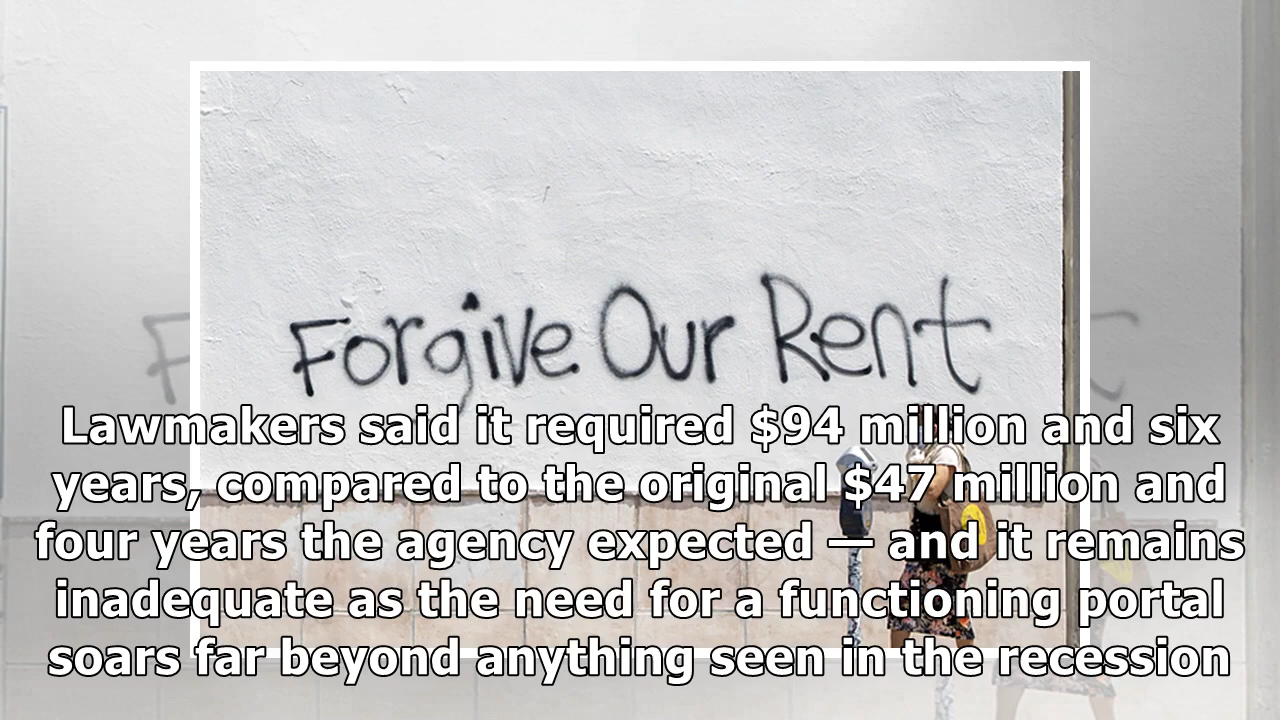 Forgive Our Rent
Lawmakers said it required $94 million and six
years, compared to the original $47 million and
four years the agency expected — and it remains
inadequate as the need for a functioning portal
soars far beyond anything seen in the recession